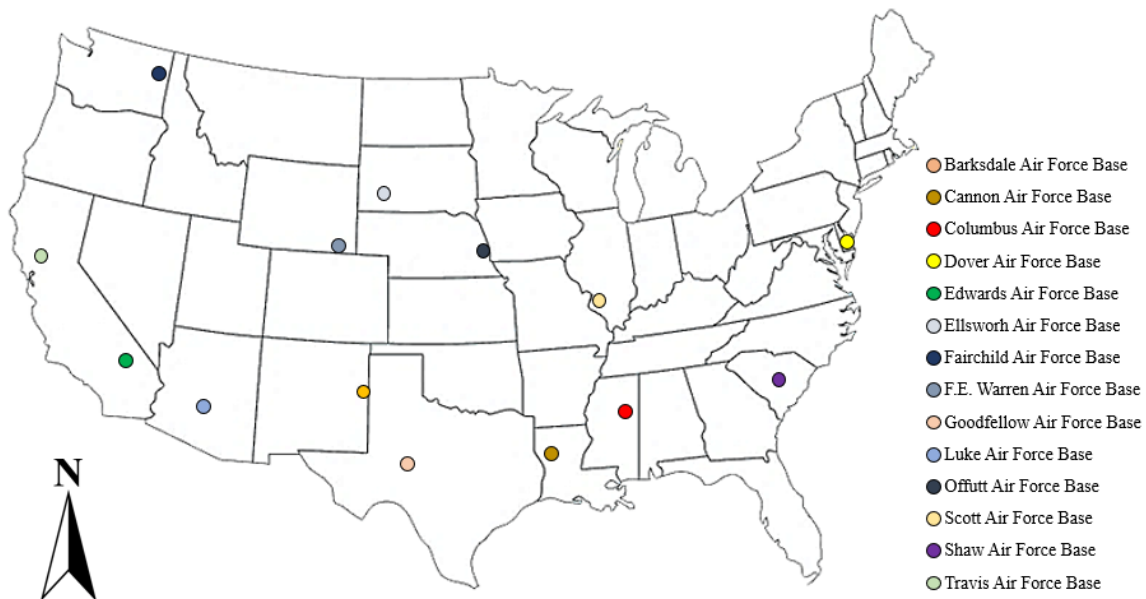 Barksdale Air Force Base
Cannon Air Force Base
Columbus Air Force Base
Dover Air Force Base
Edwards Air Force Base
Ellsworh Air Force Base
Fairchild Air Force Base
F.E. Warren Air Force Base
Goodfellow Air Force Base
Luke Air Force Base
N
Offutt Air Force Base
Scott Air Force Base
Shaw Air Force Base
Travis Air Force Base